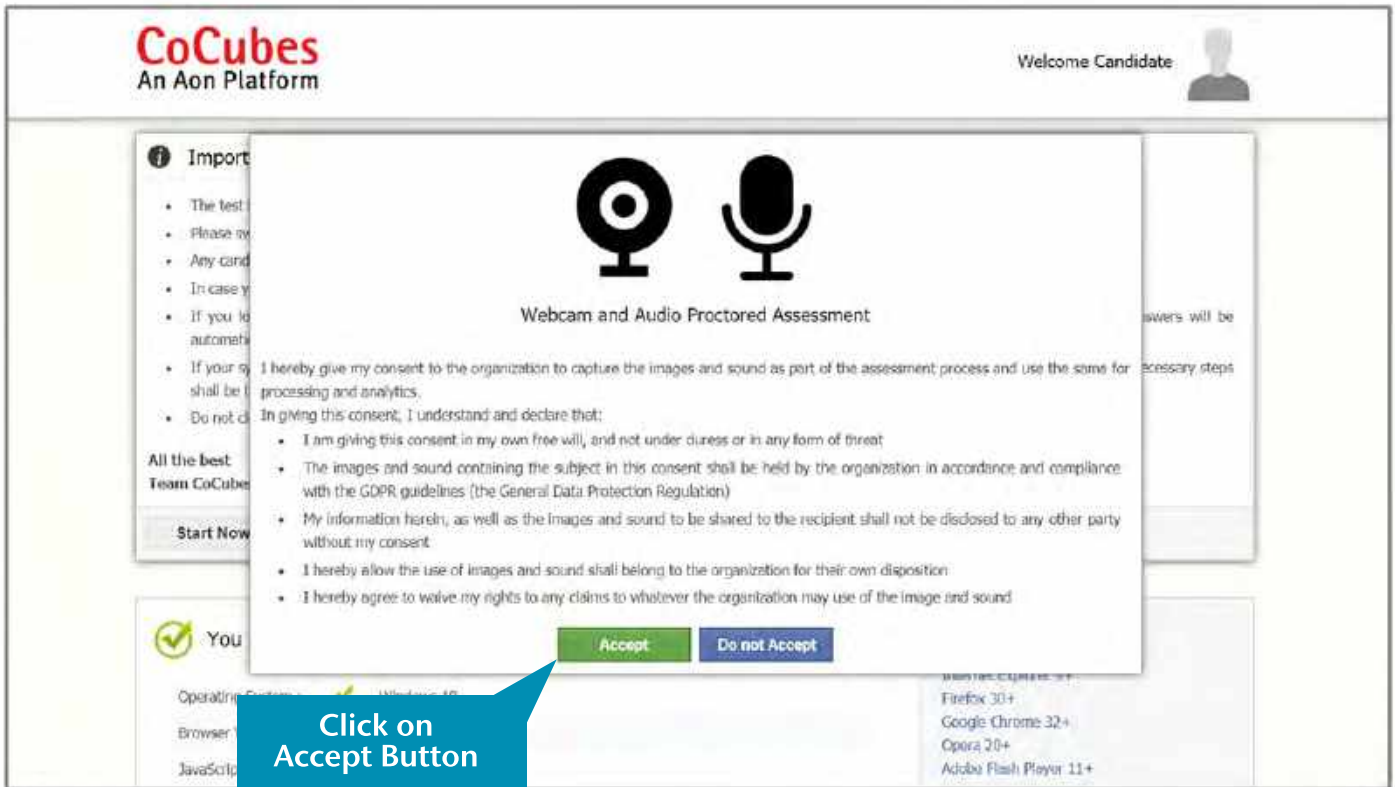 CoCubes
An Aon Platform
Welcome Candidate
Import
The test
Please
Any cand
In case y
If you lo
automati
If your sy
shall be
Do not cl
All the best
Team CoCube
Start Now
swers will be
ecessary steps
Webcam and Audio Proctored Assessment
I hereby give my consent to the organization to capture the images and sound as part of the assessment process and use the same for
processing and analytics.
In giving this consent, I understand and declare that:
I am giving this consent in my own free will, and not under duress or in any form of threat
The images and sound containing the subject in this consent shall be held by the organization in accordance and compliance
with the GDPR guidelines (the General Data Protection Regulation)
My information herein, as well as the images and sound to be shared to the recipient shall not be disclosed to any other party
without my consent
I hereby allow the use of images and sound shall belong to the organization for their own disposition
I hereby agree to waive my rights to any claims to whatever the organization may use of the image and sound
Accept
Do not Accept
You
Operating
Browser
JavaScrip
Click on
Accept Button
Firefox 30+
Google Chrome 32+
Opera 20+
Adobe Flash Player 11+